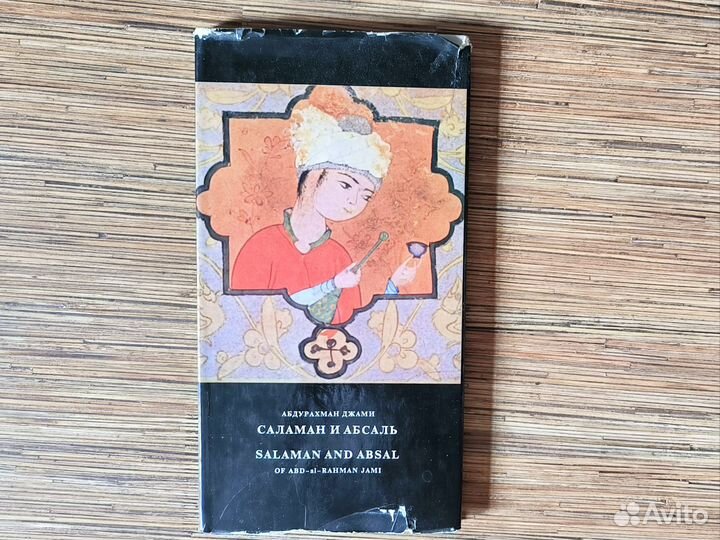 АБДУРАХМАН ДЖАМИ
САЛАМАН И АБСАЛЬ
SALAMAN AND ABSAL
OF ABD-al-RAHMAN JAMI
Avito